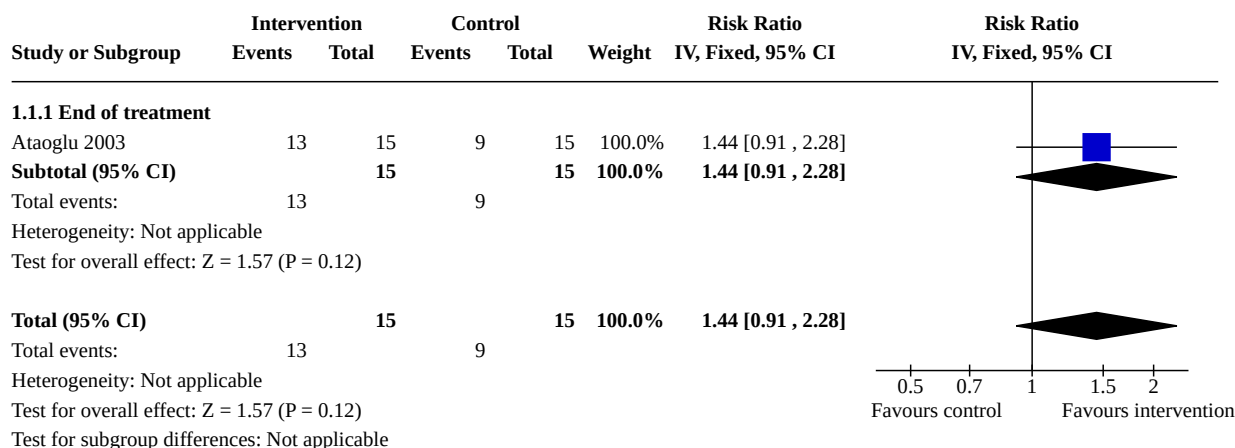 Intervention Control Risk Ratio Risk Ratio
Study or Subgroup Events Total Events Total Weight IV, Fixed, 95% CI IV, Fixed, 95% CI
1.1.1 End of treatment
Ataoglu 2003 13 15 9 15 100.0% 1.44 [0.91 , 2.28]
Subtotal (95% CI) 15 15 100.0% 1.44 [0.91 , 2.28]
Total events: 13 9
Heterogeneity: Not applicable
Test for overall effect: Z = 1.57 (P = 0.12)
Total (95% CI) 15 15 100.0% 1.44 [0.91 , 2.28]
Total events: 13 9
Heterogeneity: Not applicable
0.5 0.7 1 1.5 2
Test for overall effect: Z = 1.57 (P = 0.12) Favours control Favours intervention
Test for subgroup differences: Not applicable